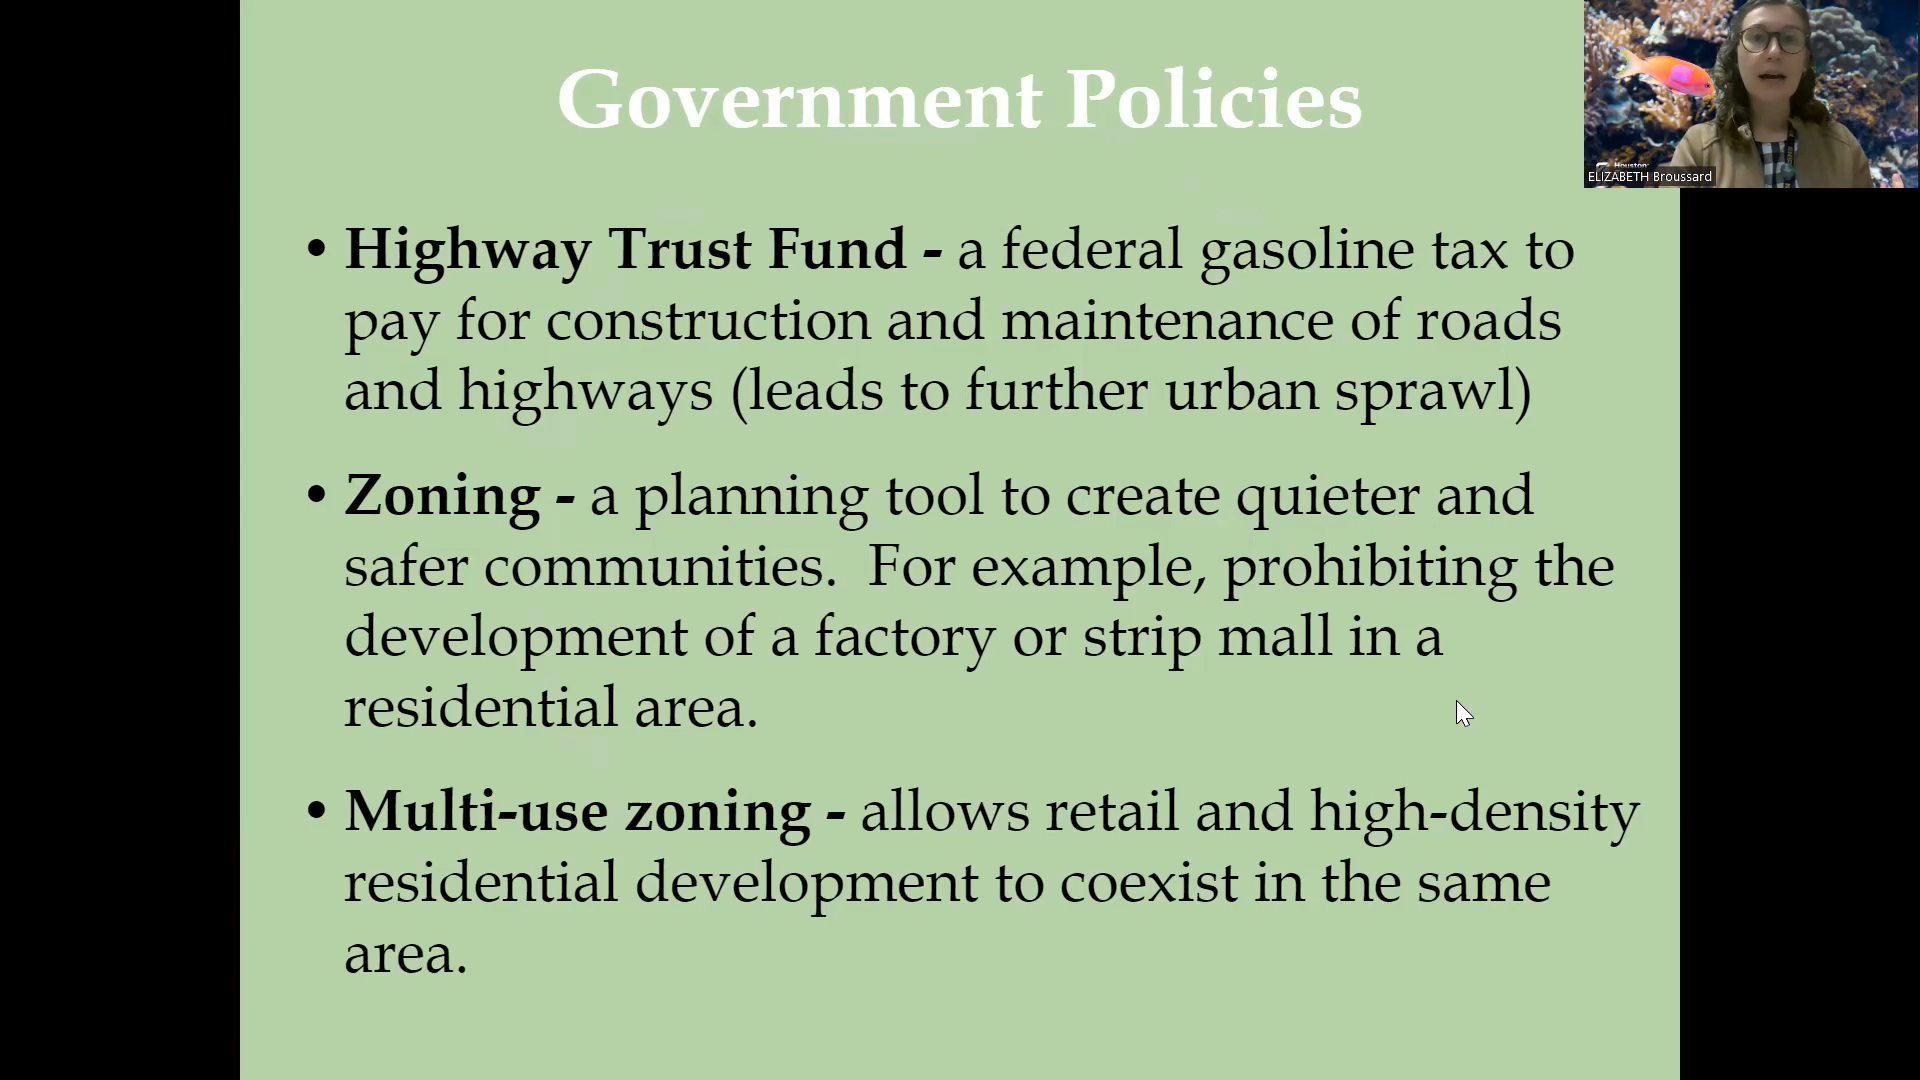 Government Policies
Houston
ELIZABETH Broussard
• Highway Trust Fund - a federal gasoline tax to
pay for construction and maintenance of roads
and highways (leads to further urban sprawl)
• Zoning - a planning tool to create quieter and
safer communities.  For example, prohibiting the
development of a factory or strip mall in a
residential area.
• Multi-use zoning - allows retail and high-density
residential development to coexist in the same
area.